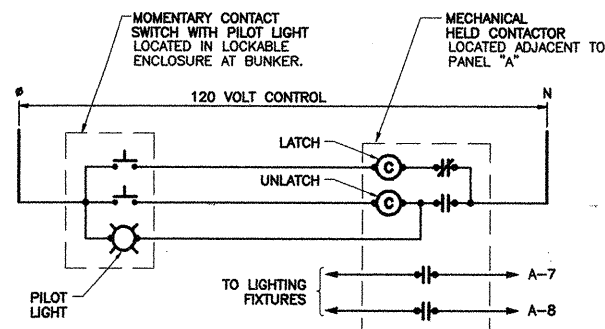 MOMENTARY CONTACT
SWITCH WITH PILOT LIGHT
LOCATED IN LOCKABLE
ENCLOSURE AT BUNKER.
MECHANICAL
HELD CONTACTOR
LOCATED ADJACENT TO
PANEL "A"
ø
N
120 VOLT CONTROL
LATCH
C
UNLATCH
C
PILOT
LIGHT
TO LIGHTING
FIXTURES
A-7
A-8